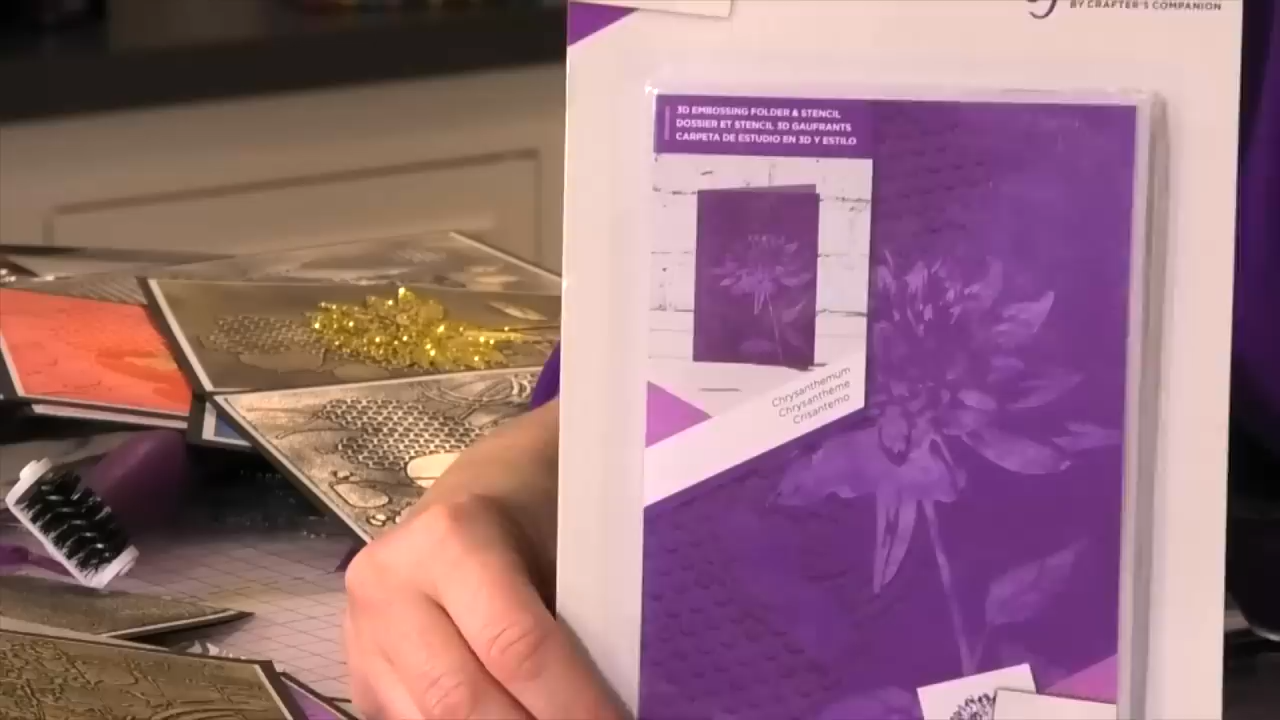 BY CRAFTER'S COMPANION
3D EMBOSSING FOLDER & STENCIL
DOSSIER ET STENCIL 3D GAUFRANTS
CARPETA DE ESTUDIO EN 3D Y ESTILO
Chrysanthemum
Chrysanthème
Crisantemo